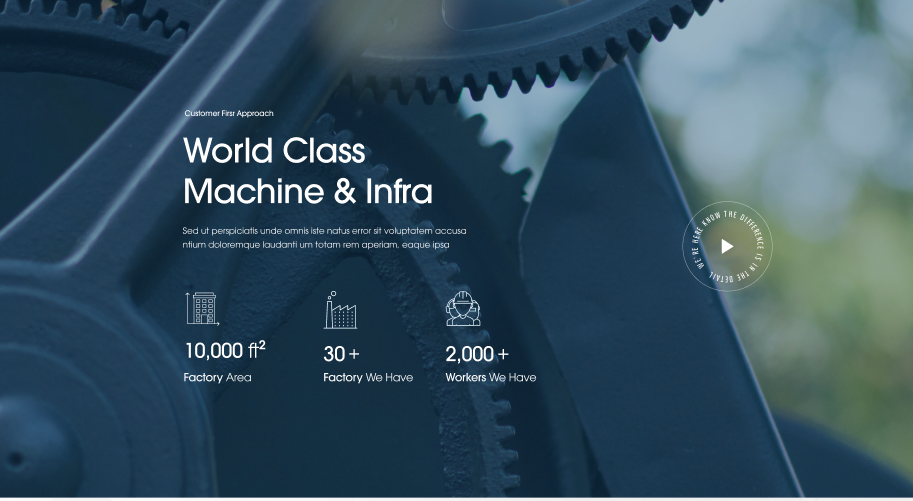 Customer Firsr Approach
World Class
Machine & Infra
Sed ut perspiciatis unde omnis iste natus error sit voluptatem accusa
ntium doloremque laudanti um totam rem aperiam, eaque ipsa
10,000 ft²
Factory Area
30 +
Factory We Have
2,000 +
Workers We Have
WE'RE HERE KNOW THE DIFFERENCE IS IN THE DETAIL